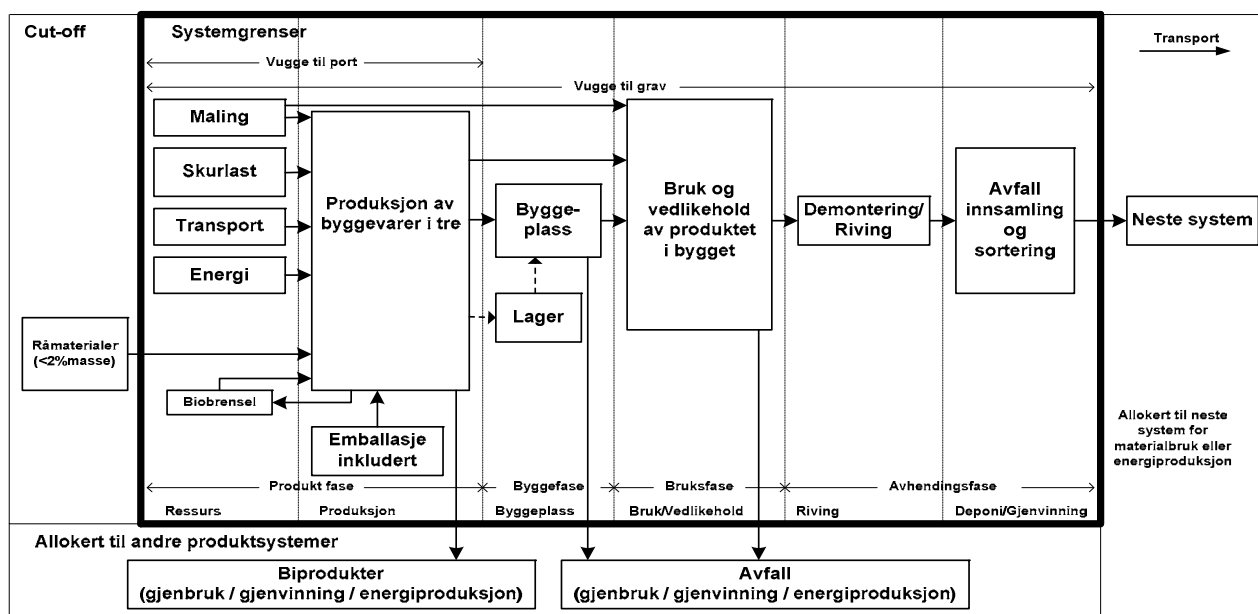 Cut-off
Systemgrenser
Transport
Vugge til port
Vugge til grav
Maling
Skurlast
Transport
Energi
Produksjon av
byggevarer i tre
Bygge-
plass
Lager
Bruk og
vedlikehold
av produktet
i bygget
Demontering/
Riving
Avfall
innsamling
og
sortering
Neste system
Råmaterialer
(<2%masse)
Biobrensel
Emballasje
inkludert
Allokert til neste
system for
materialbruk eller
energiproduksjon
Produkt fase
Byggefase
Bruksfase
Avhendingsfase
Ressurs
Produksjon
Byggeplass
Bruk/Vedlikehold
Riving
Deponi/Gjenvinning
Allokert til andre produktsystemer
Biprodukter
(gjenbruk / gjenvinning / energiproduksjon)
Avfall
(gjenbruk / gjenvinning / energiproduksjon)